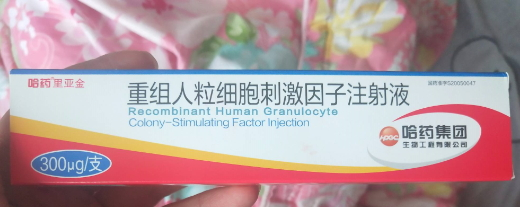 哈药 里亚金
重组人粒细胞刺激因子注射液
Recombinant Human Granulocyte
Colony-Stimulating Factor Injection
哈药集团
生物工程有限公司
300μg/支